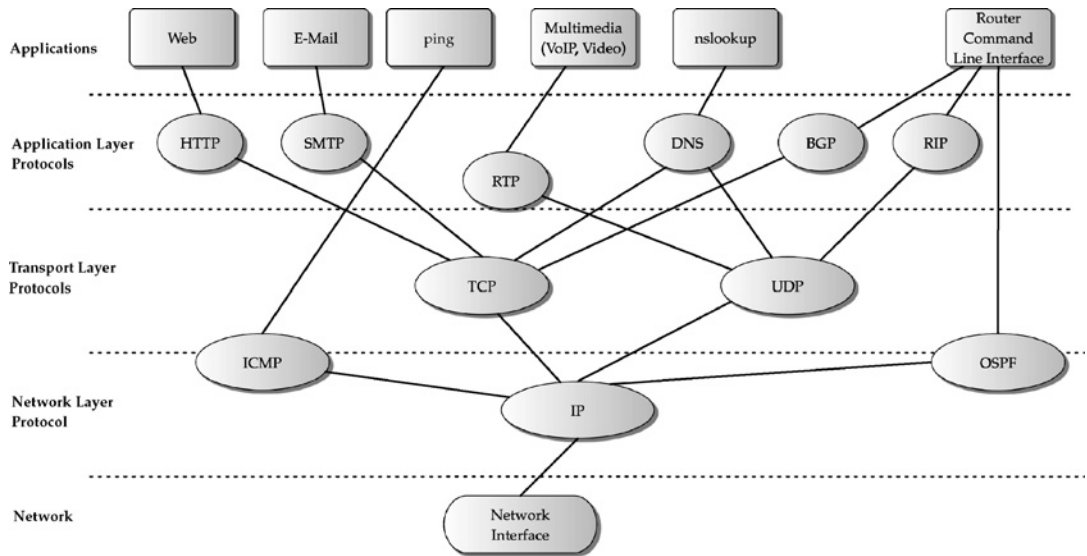 Applications
Web
E-Mail
ping
Multimedia
(VoIP, Video)
nslookup
Router
Command
Line Interface
Application Layer
Protocols
HTTP
SMTP
RTP
DNS
BGP
RIP
Transport Layer
Protocols
TCP
UDP
ICMP
OSPF
Network Layer
Protocol
IP
Network
Network
Interface